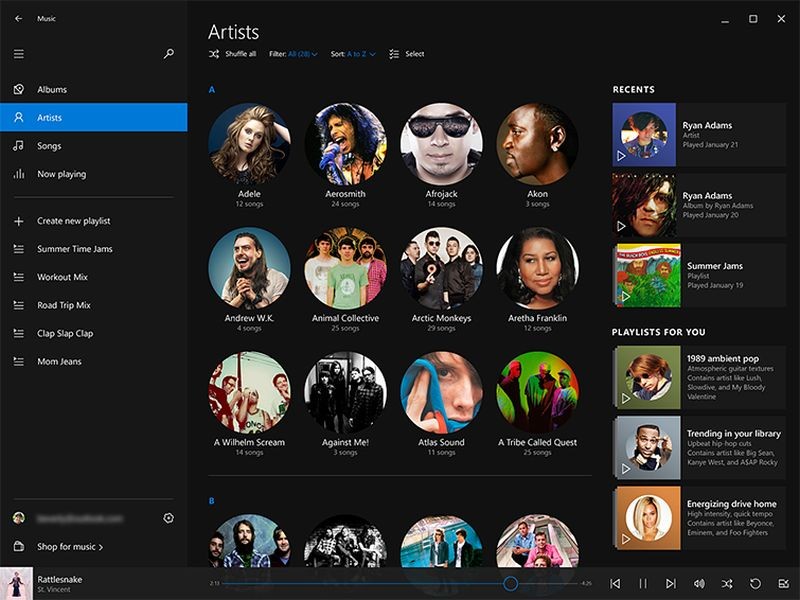 Music
Albums
Artists
Songs
Now playing
Create new playlist
Summer Time Jams
Workout Mix
Road Trip Mix
Clap Slap Clap
Mom Jeans
Shop for music
Artists
Shuffle all
Filter: All (28)
Sort: A to Z
Select
A
Adele
12 songs
Aerosmith
24 songs
Afrojack
14 songs
Akon
3 songs
Andrew W.K.
4 songs
Animal Collective
25 songs
Arctic Monkeys
29 songs
Aretha Franklin
12 songs
A Wilhelm Scream
14 songs
Against Me!
3 songs
Atlas Sound
11 songs
A Tribe Called Quest
25 songs
B
RECENTS
Ryan Adams
Artist
Played January 21
Ryan Adams
Album by Ryan Adams
Played January 20
Summer Jams
Playlist
Played January 19
PLAYLISTS FOR YOU
1989 ambient pop
Atmospheric guitar textures
Contains artist like Lush,
Slowdive, and My Bloody
Valentine
Trending in your library
Upbeat hip-hop cuts
Contains artist like Big Sean,
Kanye West, and A$AP Rocky
Energizing drive home
High intensity, quick tempo
Contains artist like Beyonce,
Eminem, and Foo Fighters
Rattlesnake
St. Vincent
2:13
-4:26